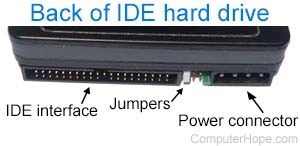 Back of IDE hard drive
IDE interface
Jumpers
Power connector
ComputerHope.com